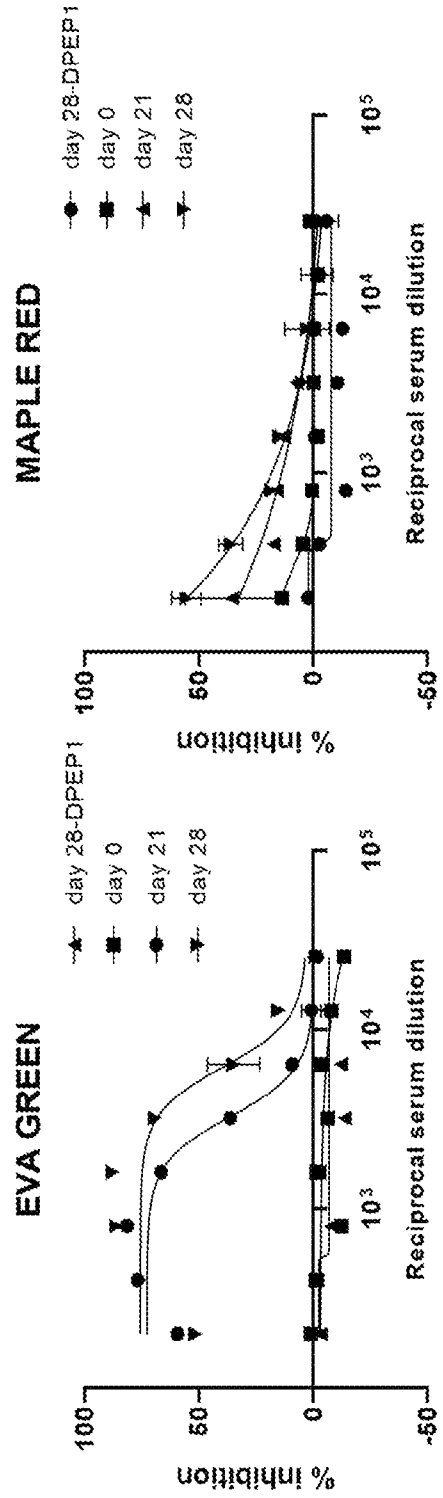 EVA GREEN
day 28-DPEP1
day 0
day 21
day 28
% inhibition
100
50
0
-50
10³
10⁴
10⁵
Reciprocal serum dilution
MAPLE RED
day 28-DPEP1
day 0
day 21
day 28
% inhibition
100
50
0
-50
10³
10⁴
10⁵
Reciprocal serum dilution